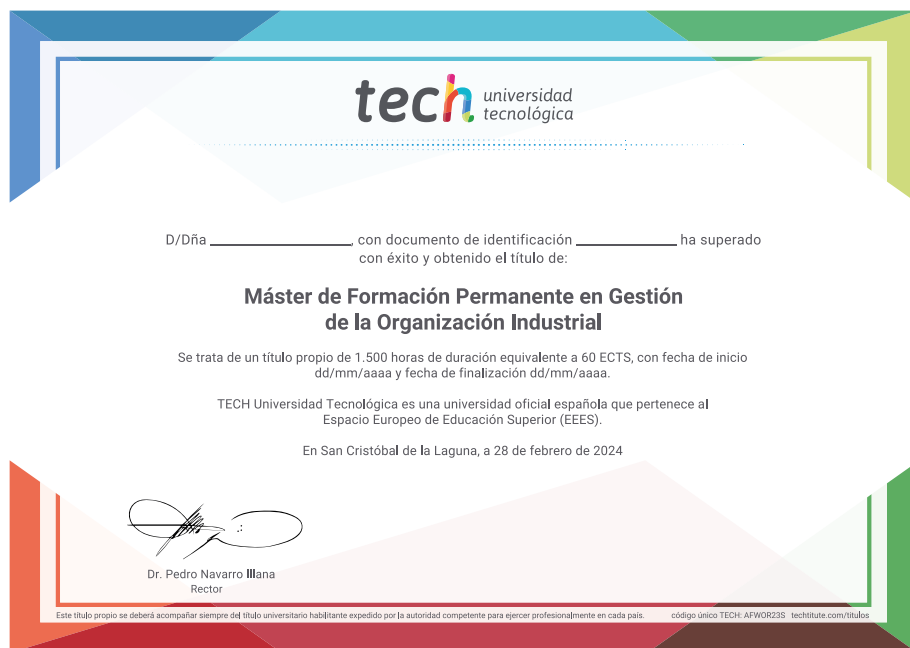 tech universidad
tecnológica
D/Dña ______________, con documento de identificación __________ ha superado
con éxito y obtenido el título de:
Máster de Formación Permanente en Gestión
de la Organización Industrial
Se trata de un título propio de 1.500 horas de duración equivalente a 60 ECTS, con fecha de inicio
dd/mm/aaaa y fecha de finalización dd/mm/aaaa.
TECH Universidad Tecnológica es una universidad oficial española que pertenece al
Espacio Europeo de Educación Superior (EEES).
En San Cristóbal de la Laguna, a 28 de febrero de 2024
Dr. Pedro Navarro Illana
Rector
Este título propio se deberá acompañar siempre del título universitario habilitante expedido por la autoridad competente para ejercer profesionalmente en cada país. código único TECH: AFWOR23S techtitute.com/titulos